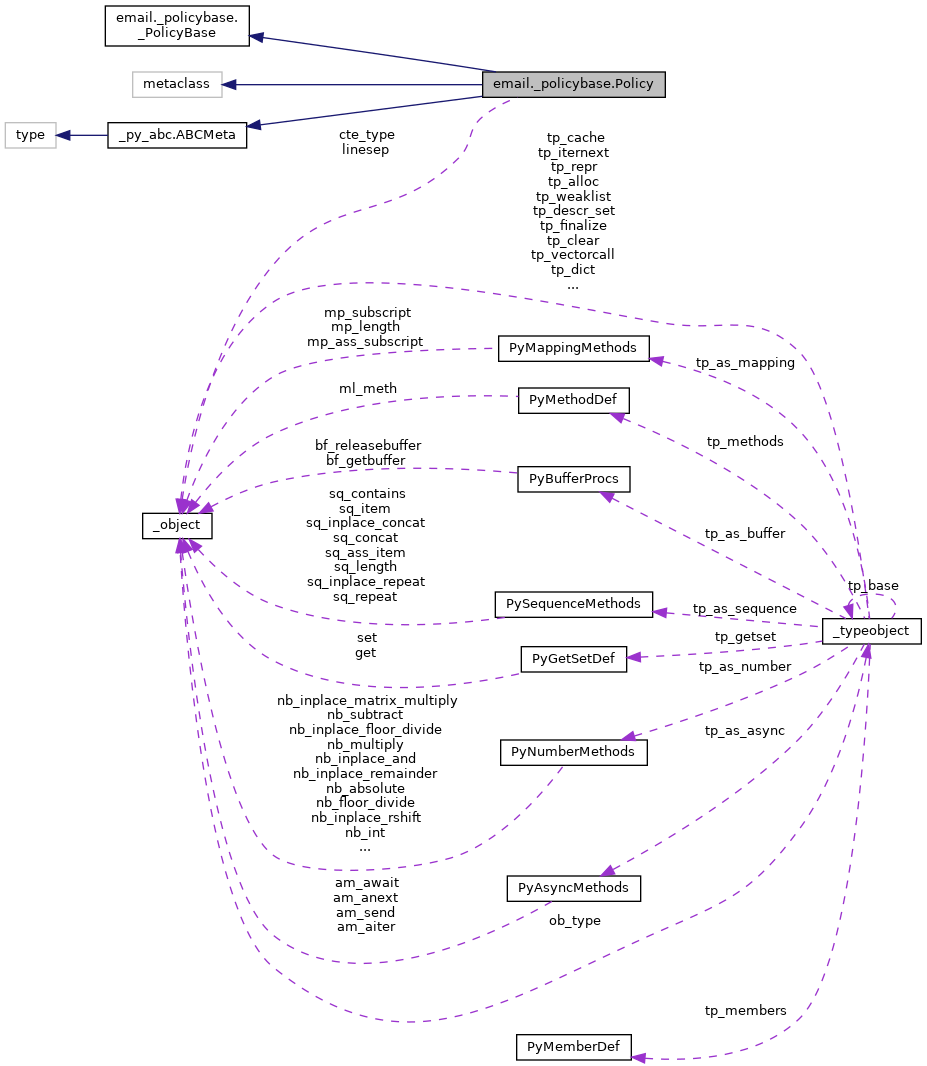 email._policybase.
_PolicyBase
metaclass
email._policybase.Policy
type
_py_abc.ABCMeta
cte_type
linesep
tp_cache
tp_iternext
tp_repr
tp_alloc
tp_weaklist
tp_descr_set
tp_finalize
tp_clear
tp_vectorcall
tp_dict
...
mp_subscript
mp_length
mp_ass_subscript
PyMappingMethods
tp_as_mapping
ml_meth
PyMethodDef
tp_methods
bf_releasebuffer
bf_getbuffer
PyBufferProcs
tp_as_buffer
_object
sq_contains
sq_item
sq_inplace_concat
sq_concat
sq_ass_item
sq_length
sq_inplace_repeat
sq_repeat
PySequenceMethods
tp_as_sequence
tp_base
_typeobject
set
get
PyGetSetDef
tp_getset
nb_inplace_matrix_multiply
nb_subtract
nb_inplace_floor_divide
nb_multiply
nb_inplace_and
nb_inplace_remainder
nb_absolute
nb_floor_divide
nb_inplace_rshift
nb_int
...
PyNumberMethods
tp_as_number
tp_as_async
am_await
am_anext
am_send
am_aiter
PyAsyncMethods
ob_type
tp_members
PyMemberDef